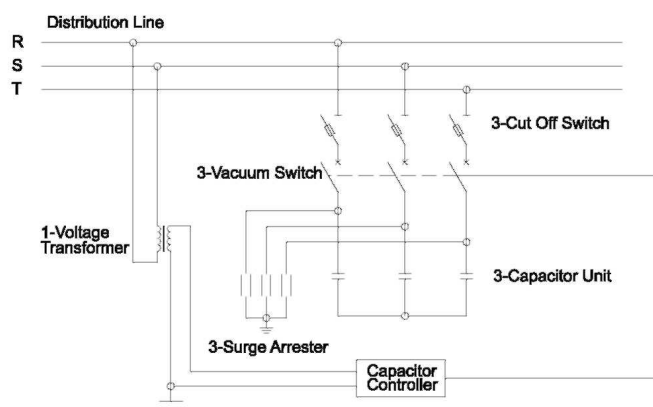 Distribution Line
R
S
T
3-Cut Off Switch
3-Vacuum Switch
1-Voltage
Transformer
3-Capacitor Unit
3-Surge Arrester
Capacitor
Controller